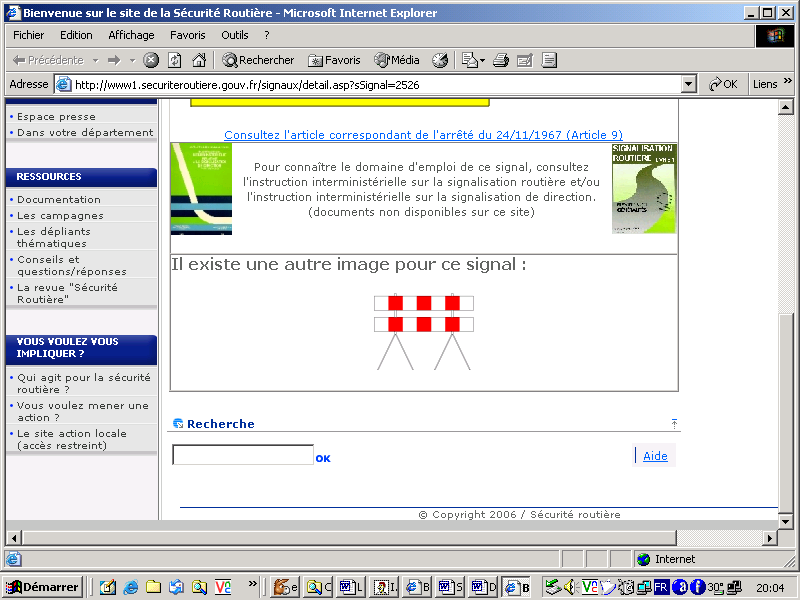 Bienvenue sur le site de la Sécurité Routière - Microsoft Internet Explorer
Fichier Edition Affichage Favoris Outils ?
Précédente Rechercher Favoris Média
Adresse http://www1.securiteroutiere.gouv.fr/signaux/detail.asp?sSignal=2526 OK Liens »
Espace presse
Dans votre département
RESSOURCES
Documentation
Les campagnes
Les dépliants
thématiques
Conseils et
questions/réponses
La revue "Sécurité
Routière"
VOUS VOULEZ VOUS
IMPLIQUER ?
Qui agit pour la sécurité
routière ?
Vous voulez mener une
action ?
Le site action locale
(accès restreint)
Consultez l'article correspondant de l'arrêté du 24/11/1967 (Article 9)
SIGNALISATION
ROUTIERE
Pour connaître le domaine d'emploi de ce signal, consultez
l'instruction interministérielle sur la signalisation routière et/ou
l'instruction interministérielle sur la signalisation de direction.
(documents non disponibles sur ce site)
Il existe une autre image pour ce signal :
Recherche
OK
Aide
© Copyright 2006 / Sécurité routière
Internet
Démarrer » e C L I. B S D B FR 30° 20:04